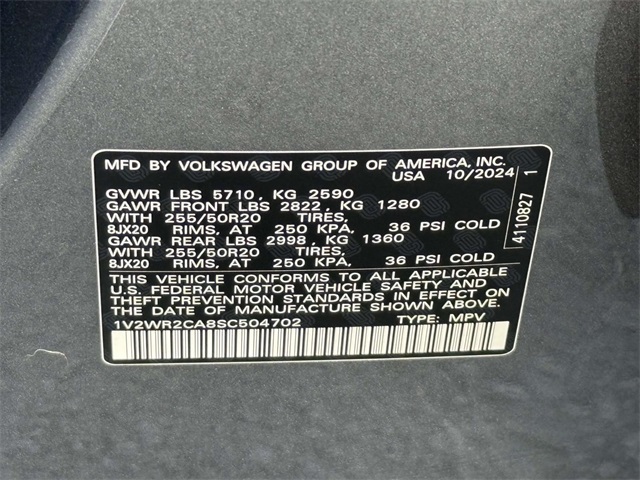 MFD BY VOLKSWAGEN GROUP OF AMERICA, INC.
USA 10/2024
GVWR LBS 5710, KG 2590
GAWR FRONT LBS 2822, KG 1280
WITH 255/50R20 TIRES,
8JX20 RIMS, AT 250 KPA, 36 PSI COLD
GAWR REAR LBS 2998, KG 1360
WITH 255/50R20 TIRES,
8JX20 RIMS, AT 250 KPA, 36 PSI COLD
THIS VEHICLE CONFORMS TO ALL APPLICABLE
U.S. FEDERAL MOTOR VEHICLE SAFETY AND
THEFT PREVENTION STANDARDS IN EFFECT ON
THE DATE OF MANUFACTURE SHOWN ABOVE.
1V2WR2CA8SC504702 TYPE: MPV
4110827 1